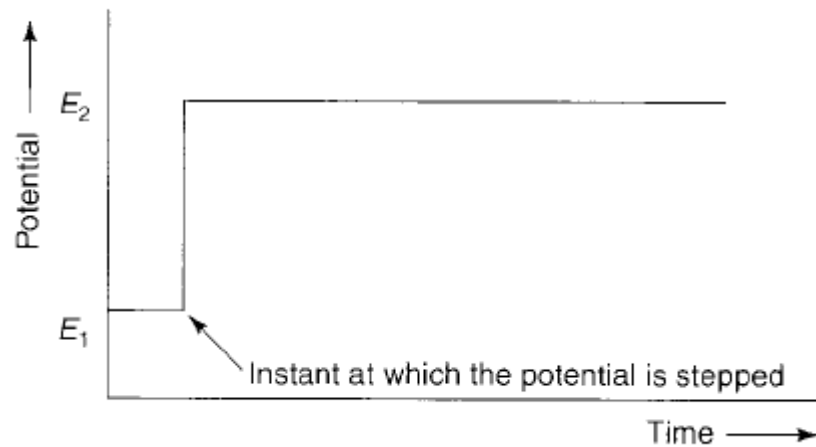 Potential
E2
E1
Instant at which the potential is stepped
Time